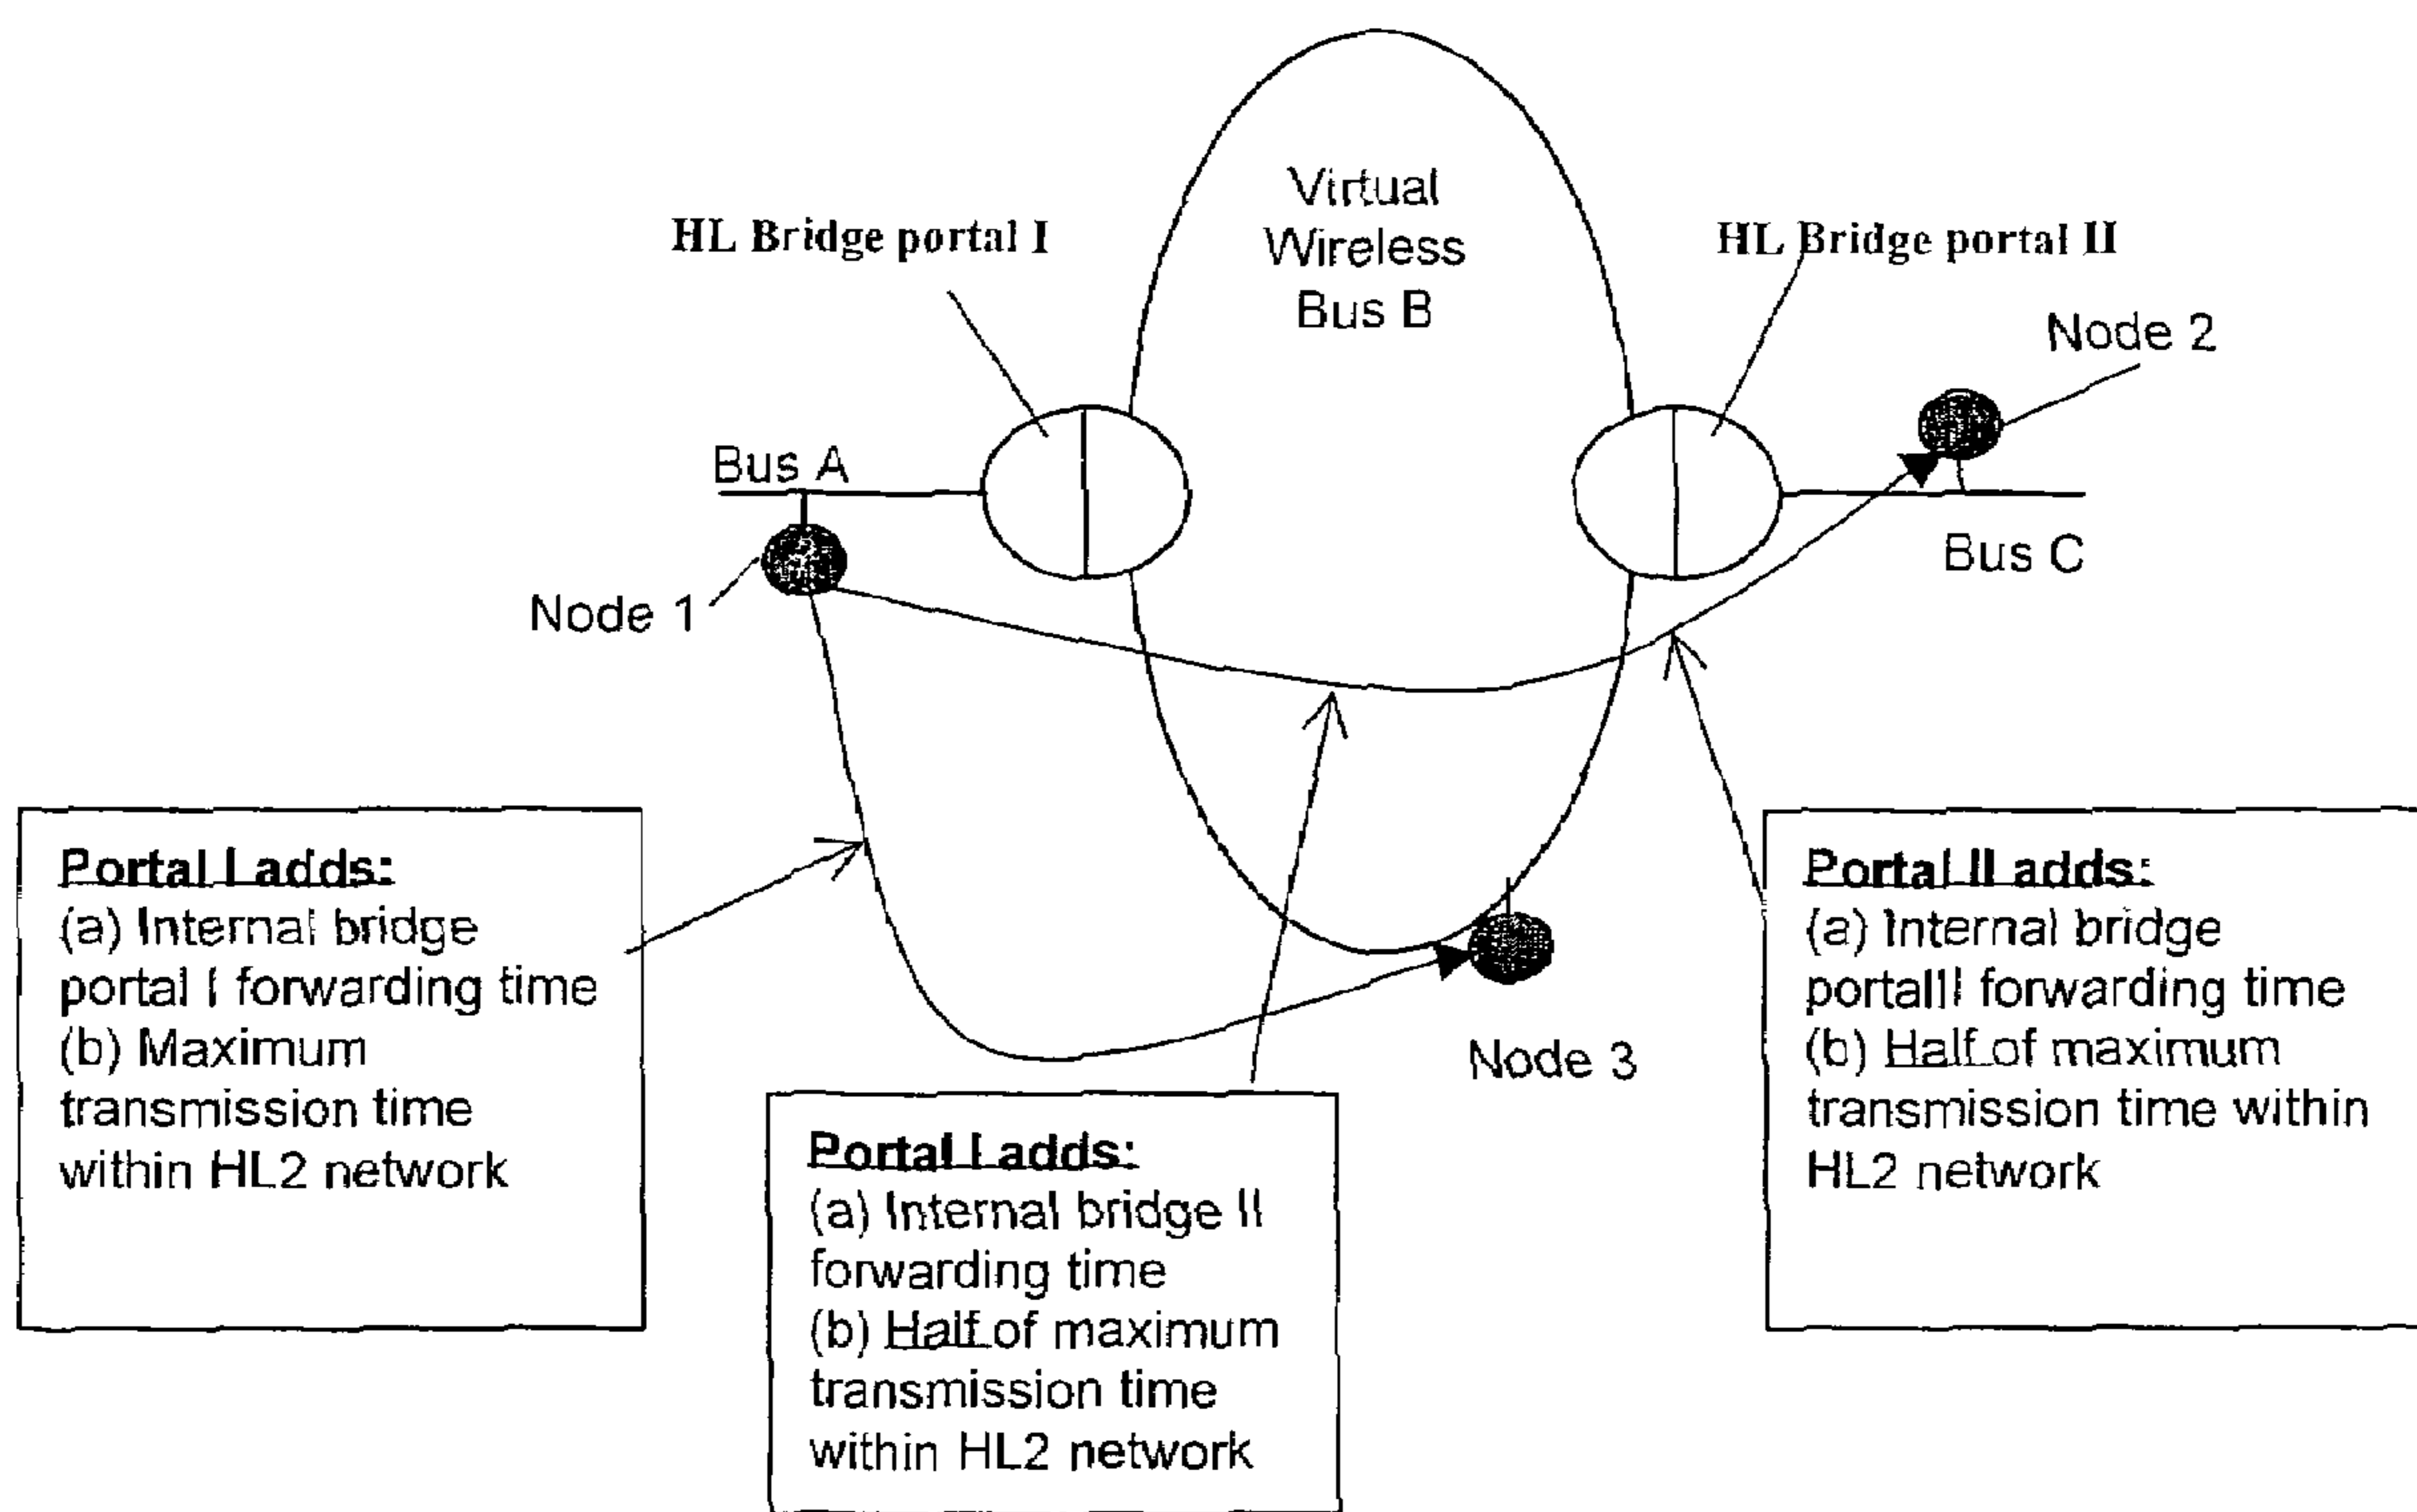 Virtual
Wireless
Bus B
HL Bridge portal I
HL Bridge portal II
Node 2
Bus A
Bus C
Node 1
Node 3
Portal I adds:
(a) Internal bridge
portal I forwarding time
(b) Maximum
transmission time
within HL2 network
Portal I adds:
(a) Internal bridge II
forwarding time
(b) Half of maximum
transmission time
within HL2 network
Portal II adds:
(a) Internal bridge
portalII forwarding time
(b) Half of maximum
transmission time within
HL2 network